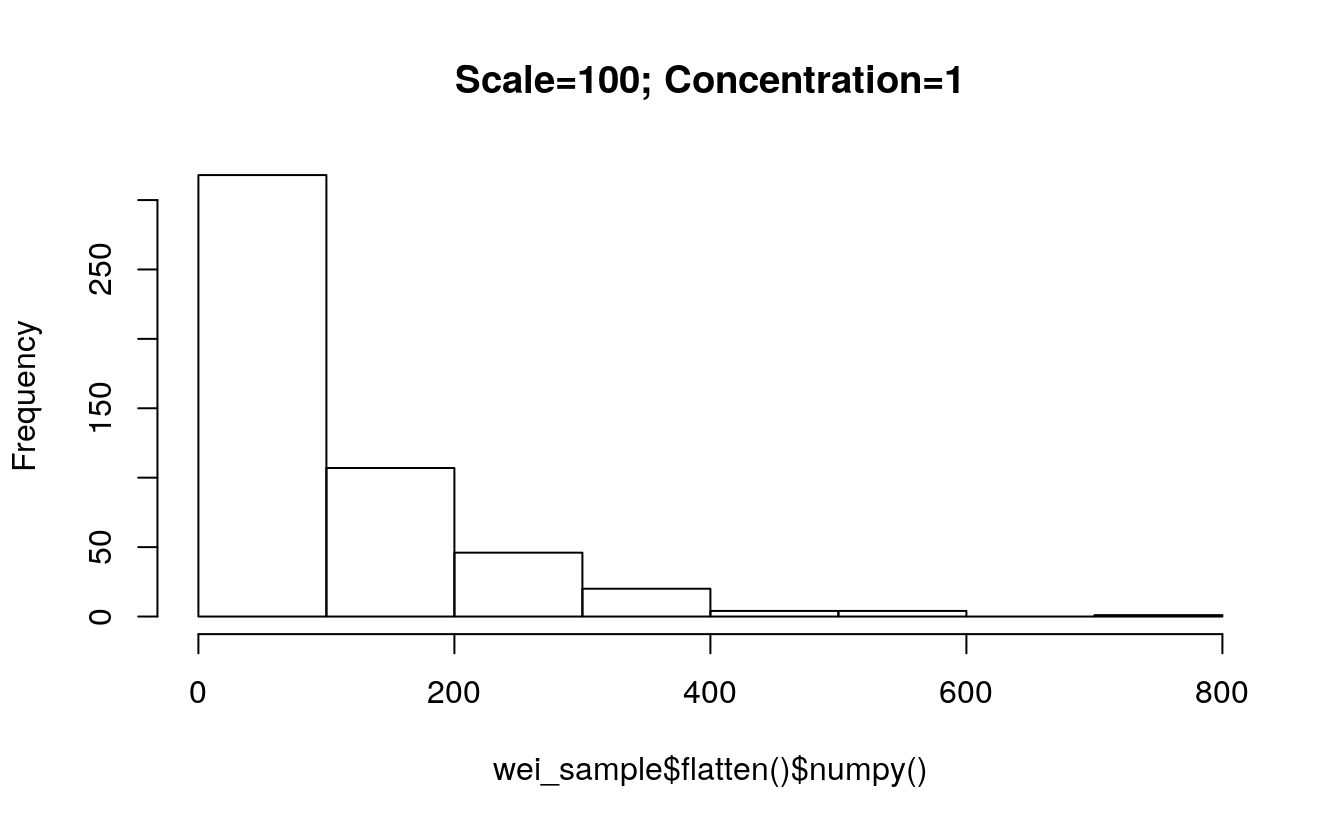 Scale=100; Concentration=1
Frequency
250
150
50
0
0 200 400 600 800
wei_sample$flatten()$numpy()